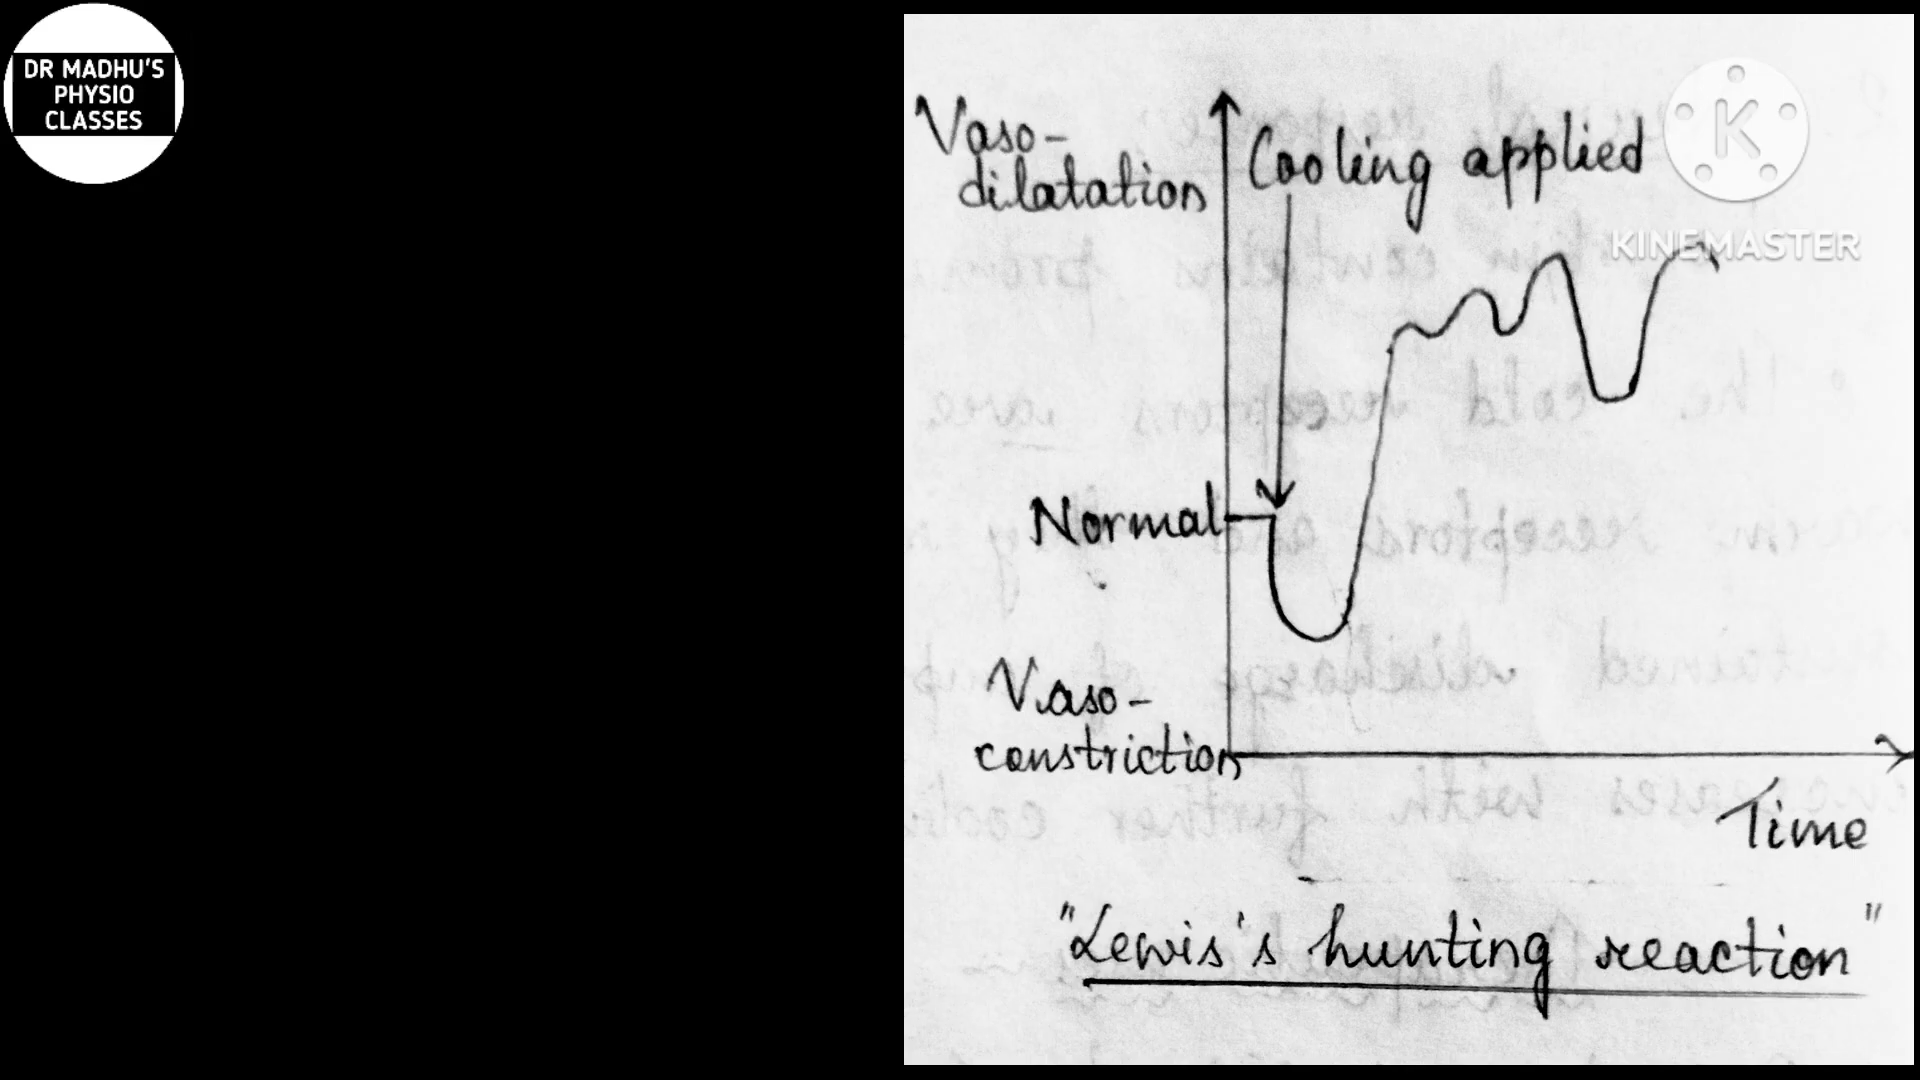 DR MADHU'S
PHYSIO
CLASSES
Vaso-
dilatation
Cooling applied
K
KINEMASTER
Normal
Vaso-
constriction
Time
"Lewis's hunting reaction"